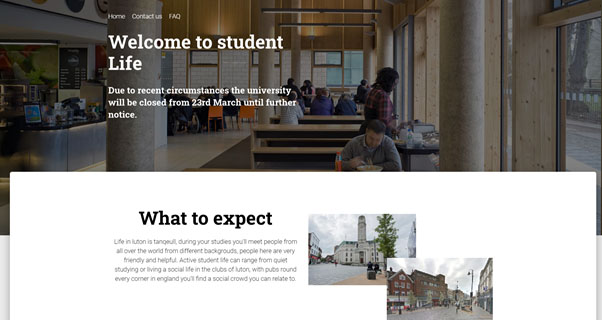 Home Contact us FAQ
Welcome to student
Life
Due to recent circumstances the university
will be closed from 23rd March until further
notice.
What to expect
Life in luton is tanqeull, during your studies you'll meet people from
all over the world from different backgrouds, people here are very
friendly and helpful. Active student life can range from quiet
studying or living a social life in the clubs of luton, with pubs round
every corner in england you'll find a social crowd you can relate to.